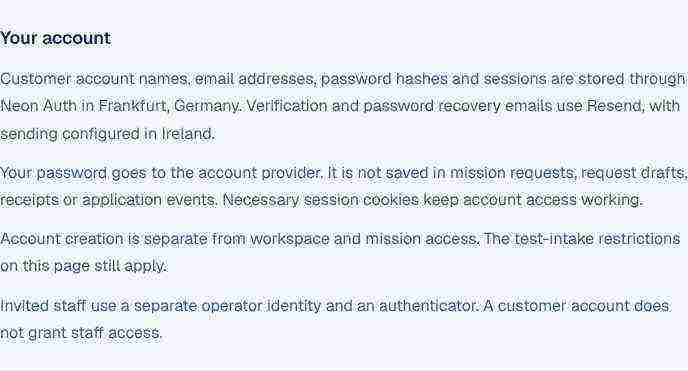 Your account
Customer account names, email addresses, password hashes and sessions are stored through
Neon Auth in Frankfurt, Germany. Verification and password recovery emails use Resend, with
sending configured in Ireland.
Your password goes to the account provider. It is not saved in mission requests, request drafts,
receipts or application events. Necessary session cookies keep account access working.
Account creation is separate from workspace and mission access. The test-intake restrictions
on this page still apply.
Invited staff use a separate operator identity and an authenticator. A customer account does
not grant staff access.